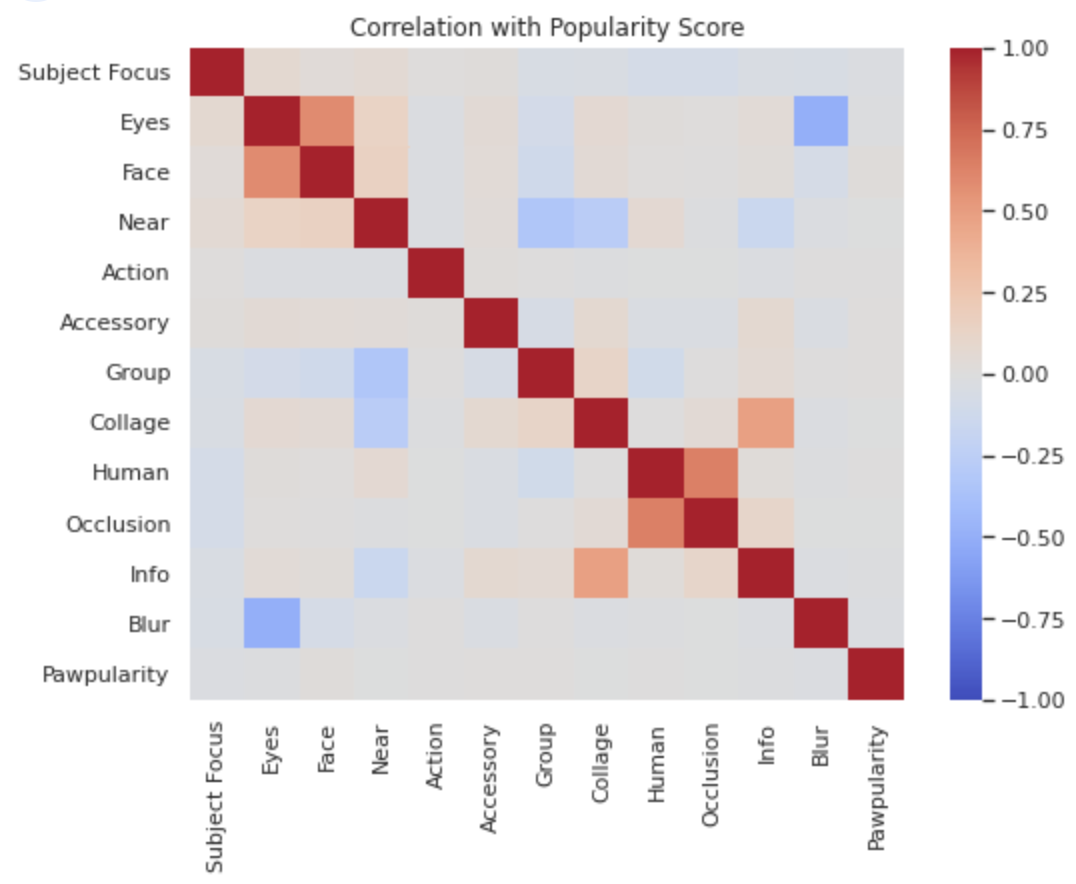 Correlation with Popularity Score
Subject Focus
Eyes
Face
Near
Action
Accessory
Group
Collage
Human
Occlusion
Info
Blur
Pawpularity
Subject Focus
Eyes
Face
Near
Action
Accessory
Group
Collage
Human
Occlusion
Info
Blur
Pawpularity
1.00
0.75
0.50
0.25
0.00
−0.25
−0.50
−0.75
−1.00